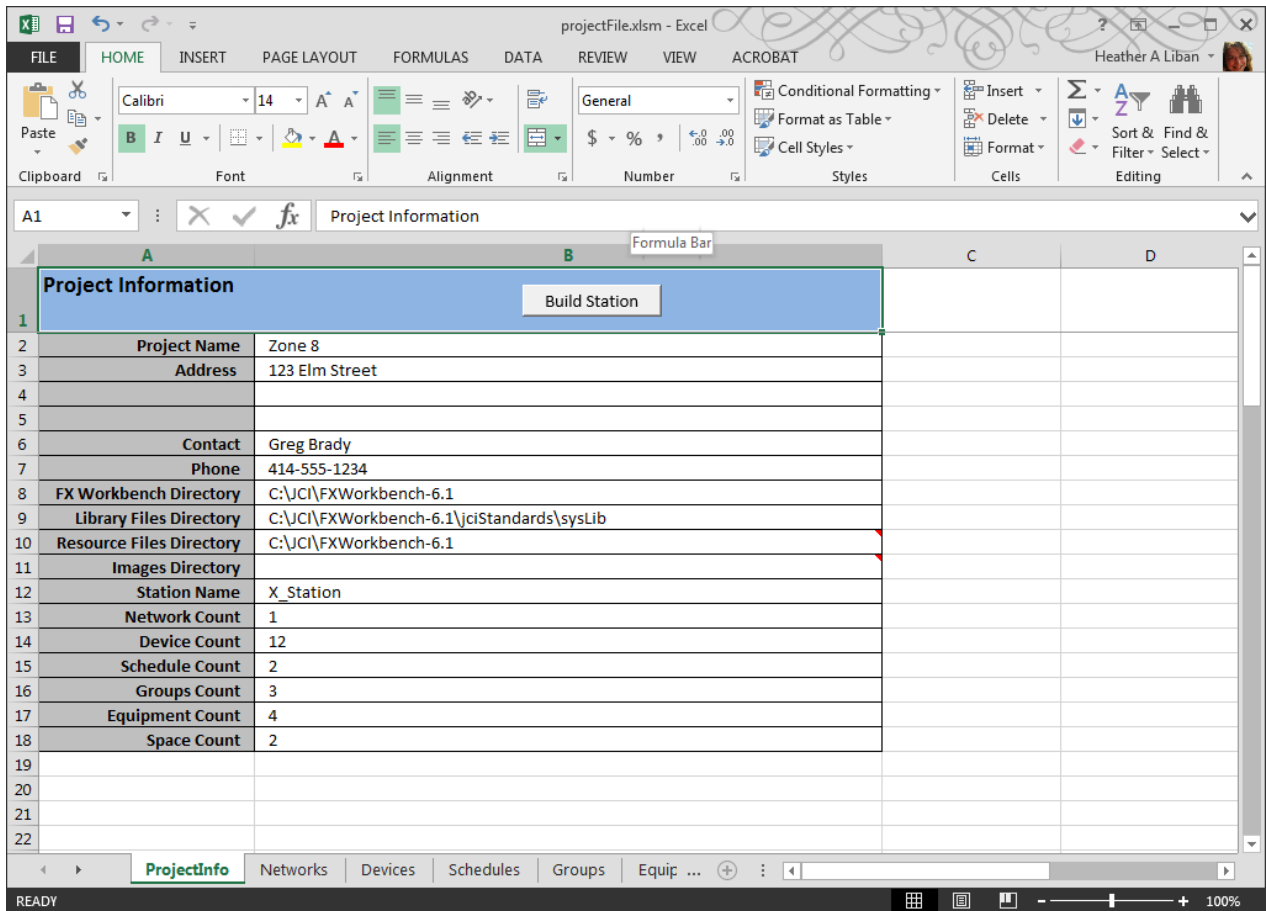 projectFile.xlsm - Excel ?
FILE HOME INSERT PAGE LAYOUT FORMULAS DATA REVIEW VIEW ACROBAT Heather A Liban
Paste Calibri 14 A A General Conditional Formatting Insert Σ A Z
B I U A $ % , .0 .00 .00 .0 Format as Table Delete Sort & Find &
Cell Styles Format Filter Select
Clipboard Font Alignment Number Styles Cells Editing
A1 fx Project Information
Formula Bar
A B C D
1 Project Information Build Station
2 Project Name Zone 8
3 Address 123 Elm Street
4
5
6 Contact Greg Brady
7 Phone 414-555-1234
8 FX Workbench Directory C:\JCI\FXWorkbench-6.1
9 Library Files Directory C:\JCI\FXWorkbench-6.1\jciStandards\sysLib
10 Resource Files Directory C:\JCI\FXWorkbench-6.1
11 Images Directory
12 Station Name X_Station
13 Network Count 1
14 Device Count 12
15 Schedule Count 2
16 Groups Count 3
17 Equipment Count 4
18 Space Count 2
19
20
21
22
ProjectInfo Networks Devices Schedules Groups Equip ...
READY 100%